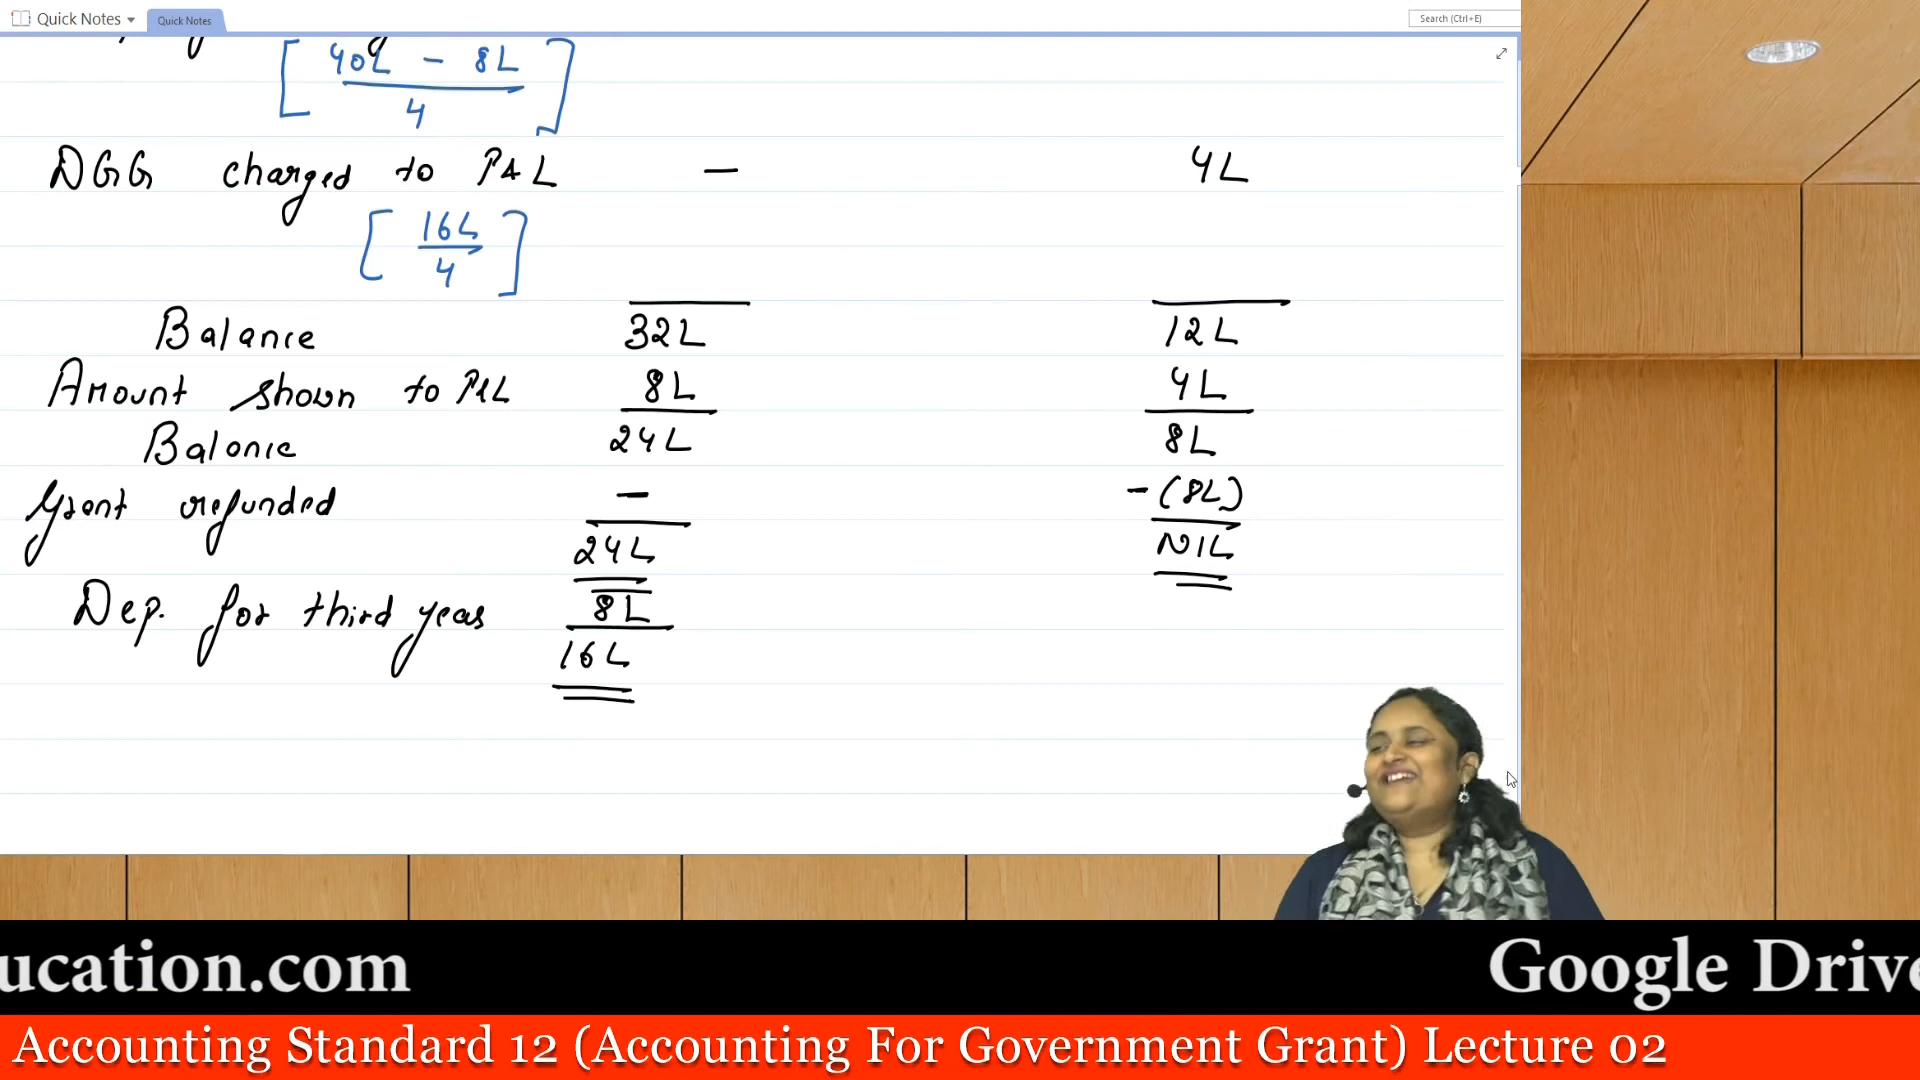 Quick Notes
Quick Notes
Search (Ctrl+E)
[ 40L - 8L / 4 ]
DGG charged to P&L - 4L
[ 16L / 4 ]
Balance 32L 12L
Amount shown to P&L 8L 4L
Balance 24L 8L
Grant refunded - -(8L)
24L NIL
Dep. for third year 8L
16L
ucation.com Google Drive
Accounting Standard 12 (Accounting For Government Grant) Lecture 02